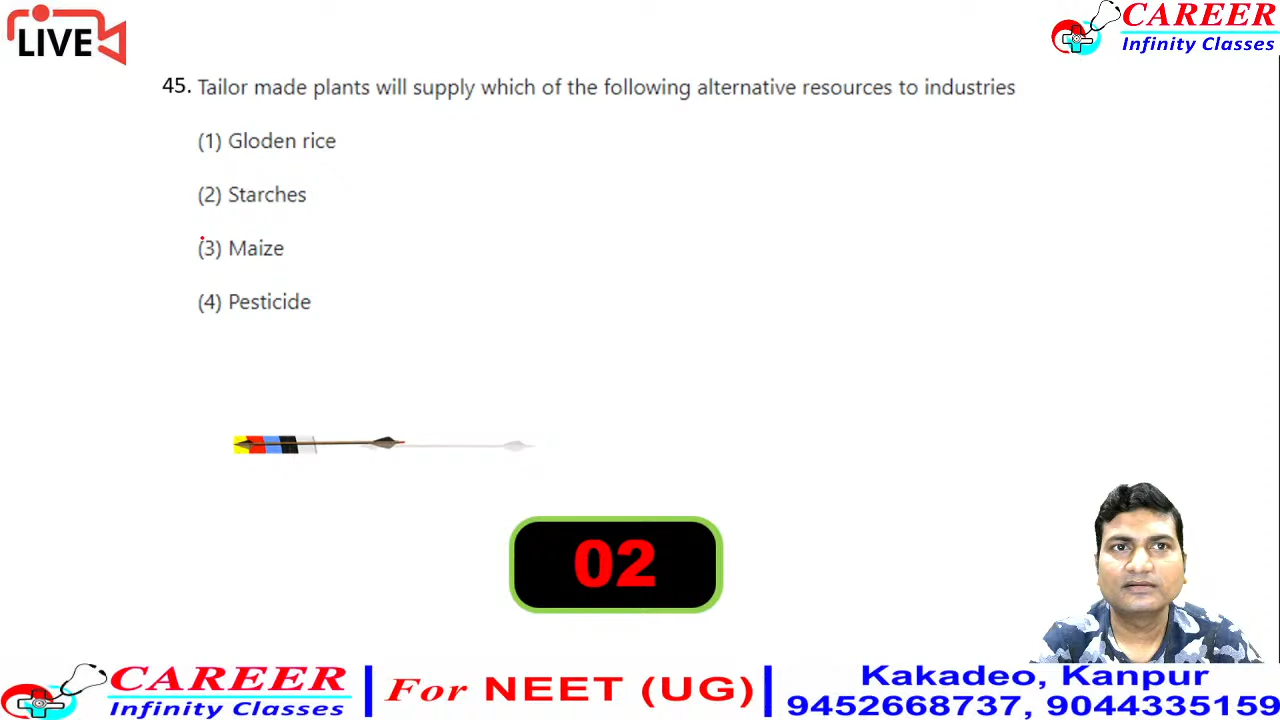 LIVE
CAREER
Infinity Classes
45. Tailor made plants will supply which of the following alternative resources to industries
(1) Gloden rice
(2) Starches
(3) Maize
(4) Pesticide
02
CAREER
Infinity Classes
For NEET (UG)
Kakadeo, Kanpur
9452668737, 9044335159